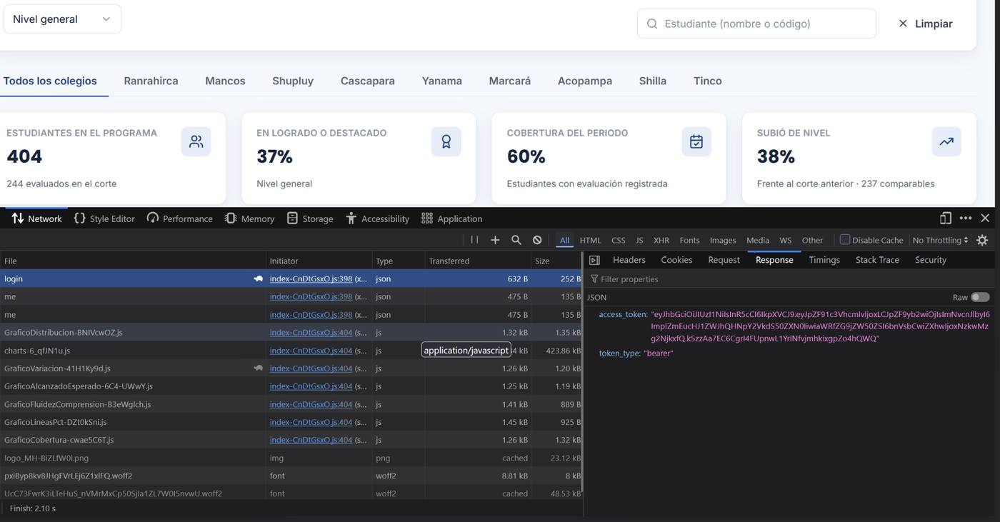 Nivel general
Estudiante (nombre o código)
Limpiar
Todos los colegios Ranrahirca Mancos Shupluy Cascapara Yanama Marcará Acopampa Shilla Tinco
ESTUDIANTES EN EL PROGRAMA
404
244 evaluados en el corte
EN LOGRADO O DESTACADO
37%
Nivel general
COBERTURA DEL PERIODO
60%
Estudiantes con evaluación registrada
SUBIÓ DE NIVEL
38%
Frente al corte anterior · 237 comparables
Network Style Editor Performance Memory Storage Accessibility Application
All HTML CSS JS XHR Fonts Images Media WS Other Disable Cache No Throttling
File Initiator Type Transferred Size
login index-CnDtGsxO.js:398 (x... json 632 B 252 B
me index-CnDtGsxO.js:398 (x... json 475 B 135 B
me index-CnDtGsxO.js:398 (x... json 475 B 135 B
GraficoDistribucion-BNIVcwOZ.js index-CnDtGsxO.js:404 (s... js 1.32 kB 1.35 kB
charts-6_qfJN1u.js index-CnDtGsxO.js:404 (s... js 4 kB 423.86 kB
application/javascript
GraficoVariacion-41H1Ky9d.js index-CnDtGsxO.js:404 (s... js 1.26 kB 1.20 kB
GraficoAlcanzadoEsperado-6C4-UWwY.js index-CnDtGsxO.js:404 (s... js 1.25 kB 1.19 kB
GraficoFluidezComprension-B3eWglch.js index-CnDtGsxO.js:404 (s... js 1.41 kB 889 B
GraficoLineasPct-DZt0kSni.js index-CnDtGsxO.js:404 (s... js 1.45 kB 925 B
GraficoCobertura-cwae5C6T.js index-CnDtGsxO.js:404 (s... js 1.26 kB 1.32 kB
logo_MH-BiZLfW0l.png img png cached 23.12 kB
pxiByp8kv8JHgFVrLEj6Z1xlFQ.woff2 font woff2 8.81 kB 8 kB
UcC73FwrK3iLTeHuS_nVMrMxCp50SjIa1ZL7W0I5nvwU.woff2 font woff2 cached 48.53 kB
Finish: 2.10 s
Headers Cookies Request Response Timings Stack Trace Security
Filter properties
JSON Raw
access_token:
token_type: "bearer"